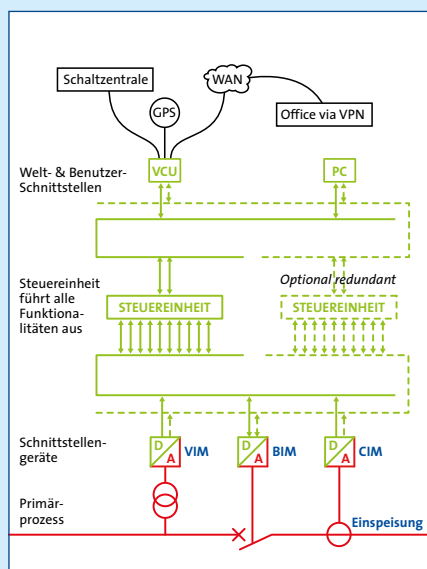 Schaltzentrale
WAN
GPS
Office via VPN
Welt- & Benutzer-
Schnittstellen
VCU
PC
Optional redundant
Steuereinheit
führt alle
Funktiona-
litäten aus
STEUEREINHEIT
STEUEREINHEIT
Schnittstellen-
geräte
D
A
VIM
D
A
BIM
D
A
CIM
Primär-
prozess
Einspeisung